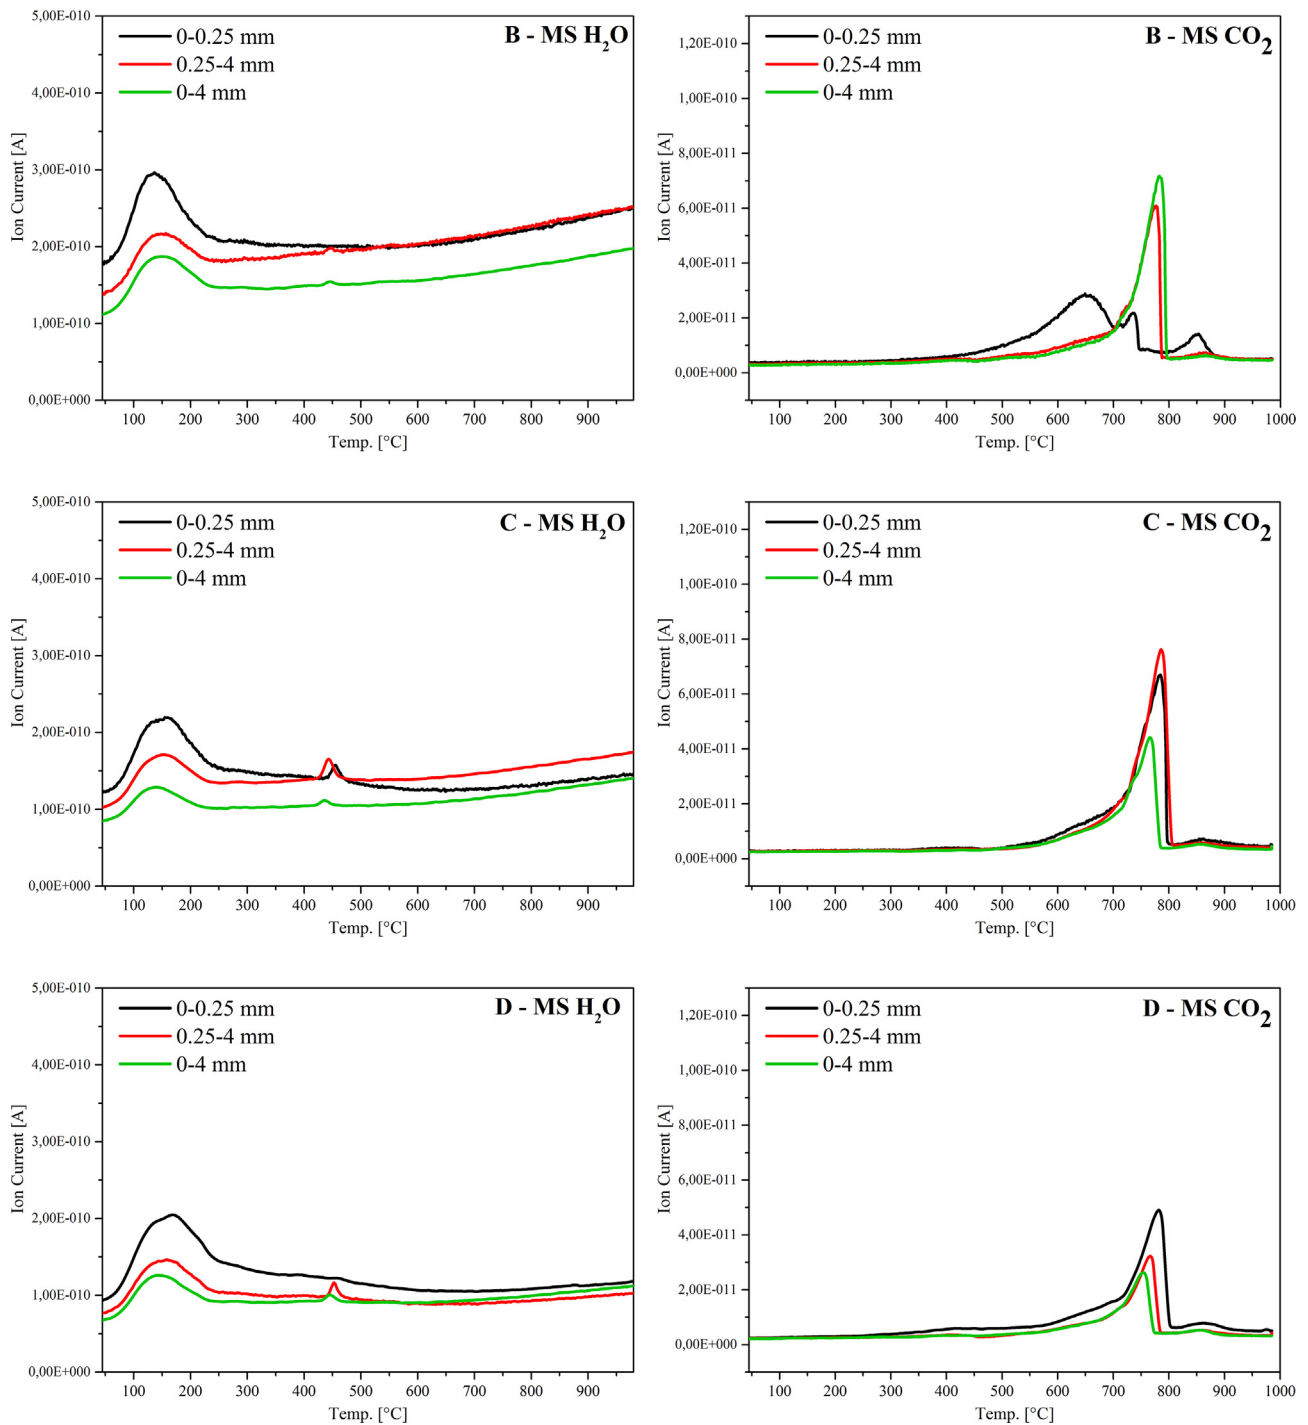 B - MS H₂O
0-0.25 mm
0.25-4 mm
0-4 mm
Ion Current [A]
5,00E-010
4,00E-010
3,00E-010
2,00E-010
1,00E-010
0,00E+000
100 200 300 400 500 600 700 800 900
Temp. [°C]
B - MS CO₂
0-0.25 mm
0.25-4 mm
0-4 mm
Ion Current [A]
1,20E-010
1,00E-010
8,00E-011
6,00E-011
4,00E-011
2,00E-011
0,00E+000
100 200 300 400 500 600 700 800 900 1000
Temp. [°C]
C - MS H₂O
0-0.25 mm
0.25-4 mm
0-4 mm
Ion Current [A]
5,00E-010
4,00E-010
3,00E-010
2,00E-010
1,00E-010
0,00E+000
100 200 300 400 500 600 700 800 900
Temp. [°C]
C - MS CO₂
0-0.25 mm
0.25-4 mm
0-4 mm
Ion Current [A]
1,20E-010
1,00E-010
8,00E-011
6,00E-011
4,00E-011
2,00E-011
0,00E+000
100 200 300 400 500 600 700 800 900 1000
Temp. [°C]
D - MS H₂O
0-0.25 mm
0.25-4 mm
0-4 mm
Ion Current [A]
5,00E-010
4,00E-010
3,00E-010
2,00E-010
1,00E-010
0,00E+000
100 200 300 400 500 600 700 800 900
Temp. [°C]
D - MS CO₂
0-0.25 mm
0.25-4 mm
0-4 mm
Ion Current [A]
1,20E-010
1,00E-010
8,00E-011
6,00E-011
4,00E-011
2,00E-011
0,00E+000
100 200 300 400 500 600 700 800 900 1000
Temp. [°C]